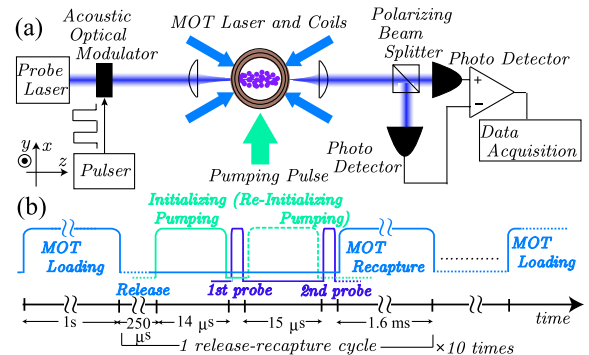 (a)
Acoustic
Optical
Modulator
MOT Laser and Coils
Polarizing
Beam
Splitter
Photo Detector
Probe
Laser
+
−
y
x
z
Pulser
Pumping Pulse
Photo
Detector
Data
Acquisition
(b)
Initializing
Pumping
(Re-Initializing
Pumping)
MOT
Loading
MOT
Recapture
MOT
Loading
Release
1st probe
2nd probe
1s
250
μs
14 μs
15 μs
1.6 ms
time
1 release-recapture cycle
×10 times